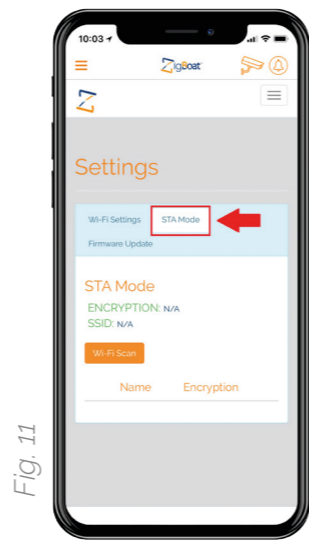 10:03
ZigBoat
Settings
Wi-Fi Settings STA Mode
Firmware Update
STA Mode
ENCRYPTION: N/A
SSID: N/A
Wi-Fi Scan
Name Encryption
Fig. 11